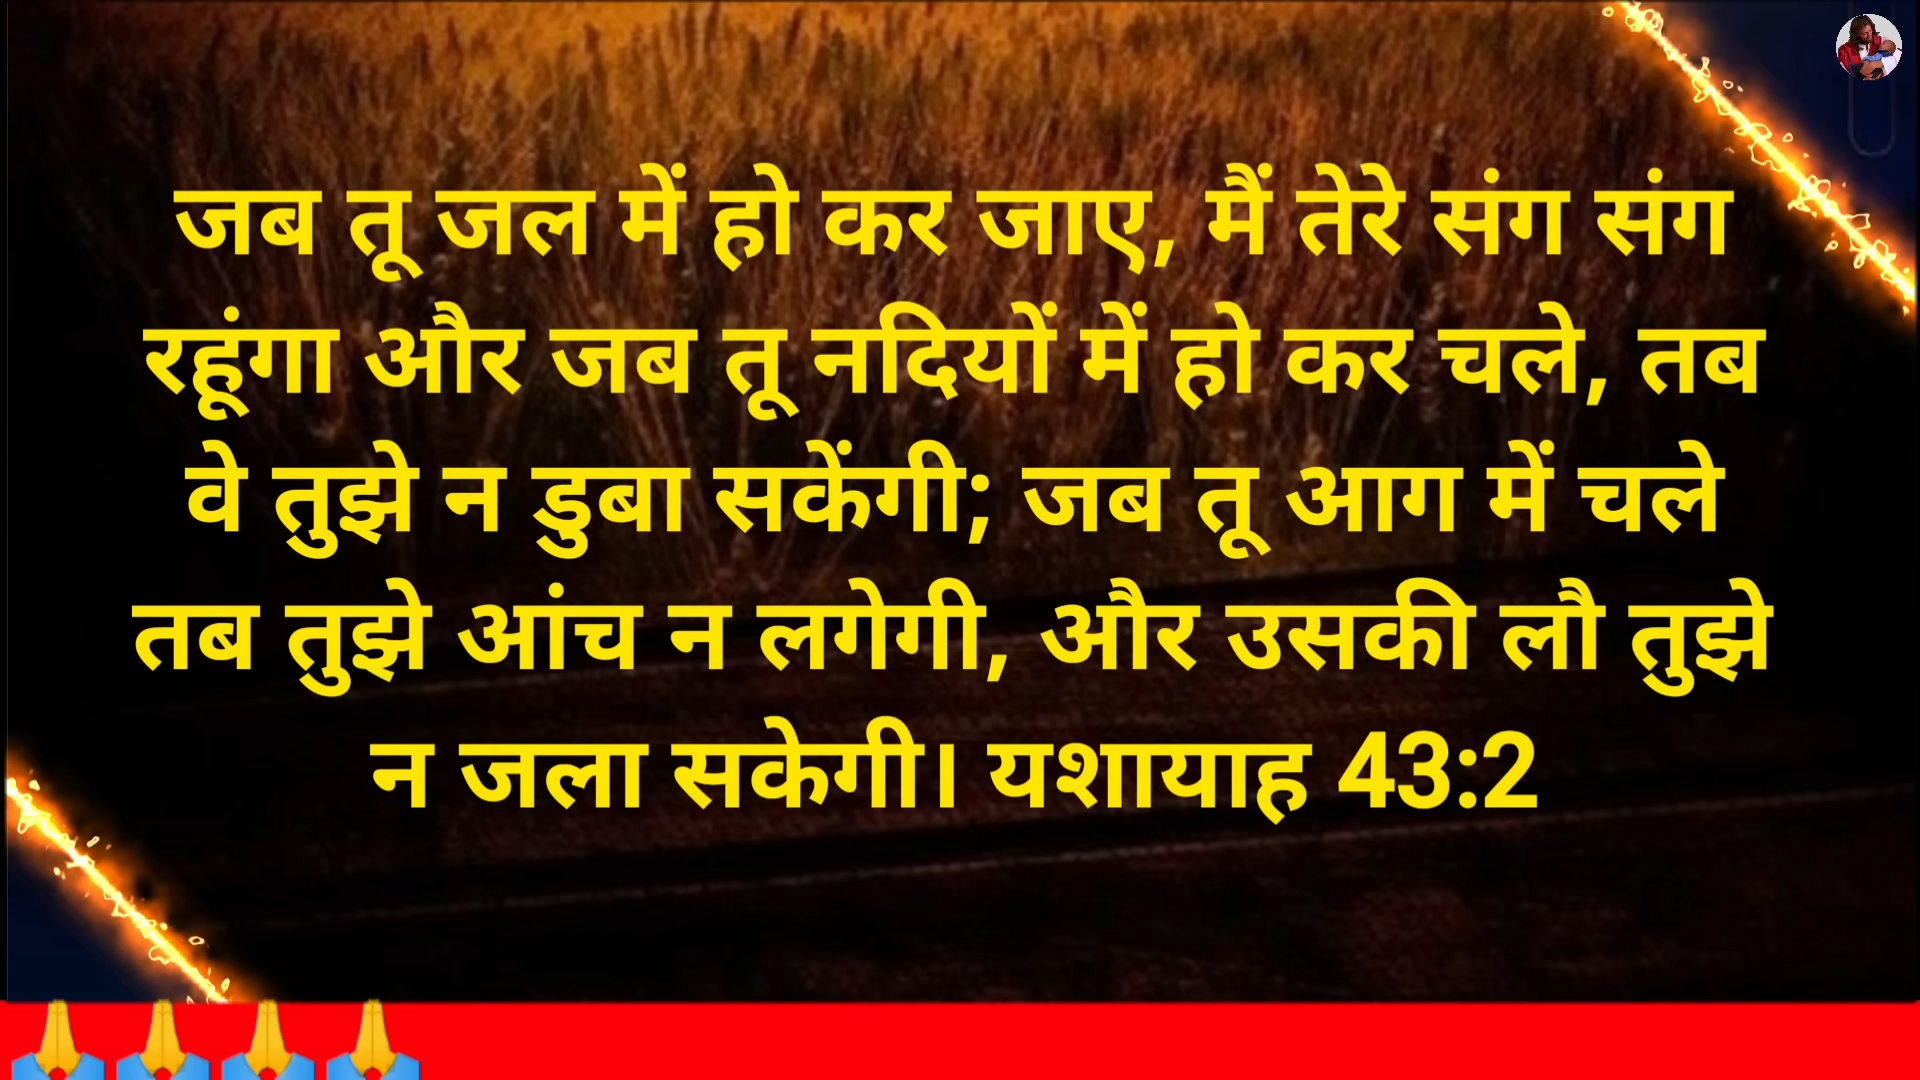 जब तू जल में हो कर जाए, मैं तेरे संग संग
रहूंगा और जब तू नदियों में हो कर चले, तब
वे तुझे न डुबा सकेंगी; जब तू आग में चले
तब तुझे आंच न लगेगी, और उसकी लौ तुझे
न जला सकेगी। यशायाह 43:2